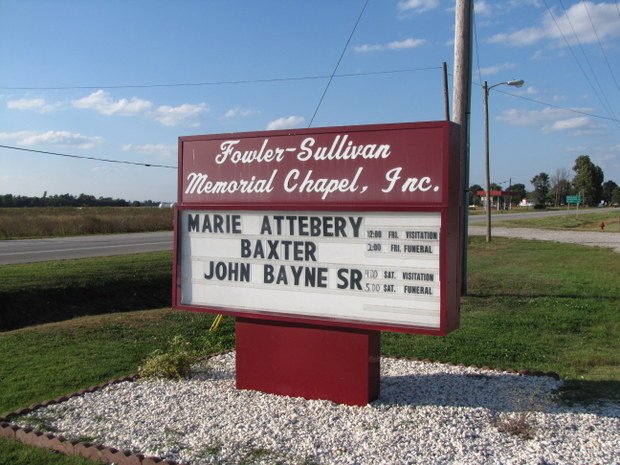 Fowler-Sullivan
Memorial Chapel, Inc.
MARIE ATTEBERY 12:00 FRI. VISITATION
BAXTER 2:00 FRI. FUNERAL
JOHN BAYNE SR 4:00 SAT. VISITATION
5:00 SAT. FUNERAL